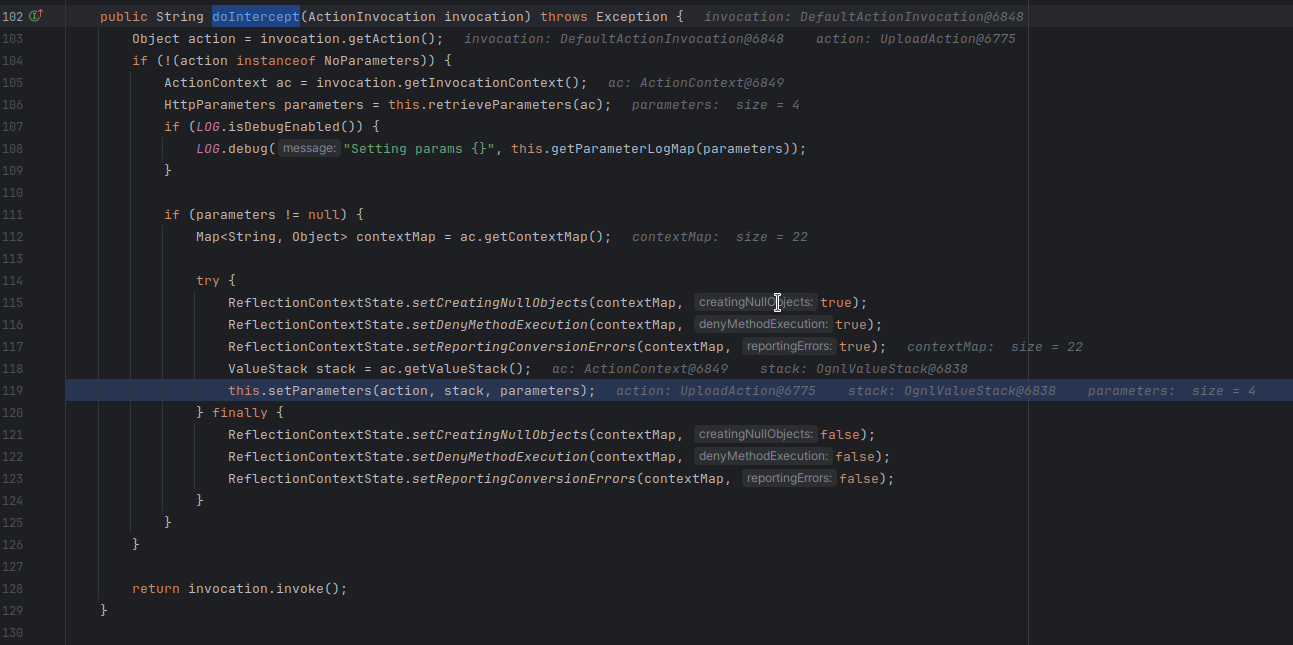 102 public String doIntercept(ActionInvocation invocation) throws Exception { invocation: DefaultActionInvocation@6848
103 Object action = invocation.getAction(); invocation: DefaultActionInvocation@6848 action: UploadAction@6775
104 if (!(action instanceof NoParameters)) {
105 ActionContext ac = invocation.getInvocationContext(); ac: ActionContext@6849
106 HttpParameters parameters = this.retrieveParameters(ac); parameters: size = 4
107 if (LOG.isDebugEnabled()) {
108 LOG.debug( message: "Setting params {}", this.getParameterLogMap(parameters));
109 }
110
111 if (parameters != null) {
112 Map<String, Object> contextMap = ac.getContextMap(); contextMap: size = 22
113
114 try {
115 ReflectionContextState.setCreatingNullObjects(contextMap, creatingNullObjects: true);
116 ReflectionContextState.setDenyMethodExecution(contextMap, denyMethodExecution: true);
117 ReflectionContextState.setReportingConversionErrors(contextMap, reportingErrors: true); contextMap: size = 22
118 ValueStack stack = ac.getValueStack(); ac: ActionContext@6849 stack: OgnlValueStack@6838
119 this.setParameters(action, stack, parameters); action: UploadAction@6775 stack: OgnlValueStack@6838 parameters: size = 4
120 } finally {
121 ReflectionContextState.setCreatingNullObjects(contextMap, creatingNullObjects: false);
122 ReflectionContextState.setDenyMethodExecution(contextMap, denyMethodExecution: false);
123 ReflectionContextState.setReportingConversionErrors(contextMap, reportingErrors: false);
124 }
125 }
126 }
127
128 return invocation.invoke();
129 }
130